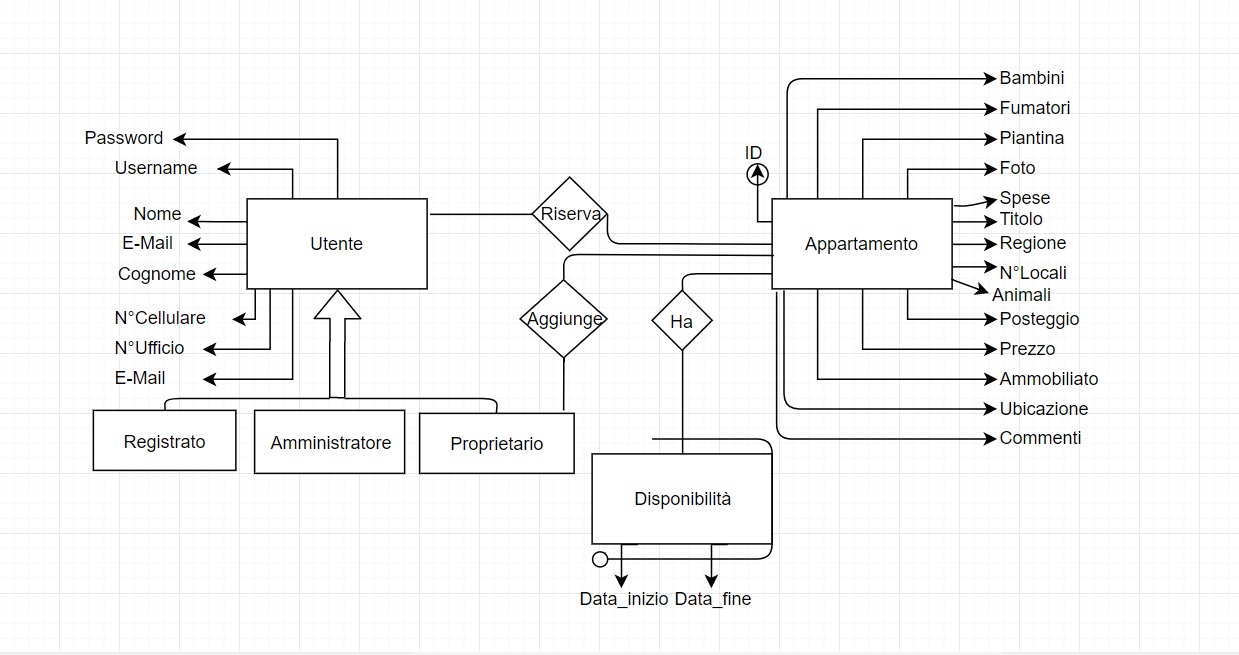 Bambini
Fumatori
Password
Piantina
ID
Username
Foto
Spese
Nome
Riserva
Titolo
E-Mail
Utente
Appartamento
Regione
Cognome
N°Locali
Animali
N°Cellulare
Aggiunge
Ha
Posteggio
N°Ufficio
Prezzo
E-Mail
Ammobiliato
Ubicazione
Registrato
Amministratore
Proprietario
Commenti
Disponibilità
Data_inizio
Data_fine